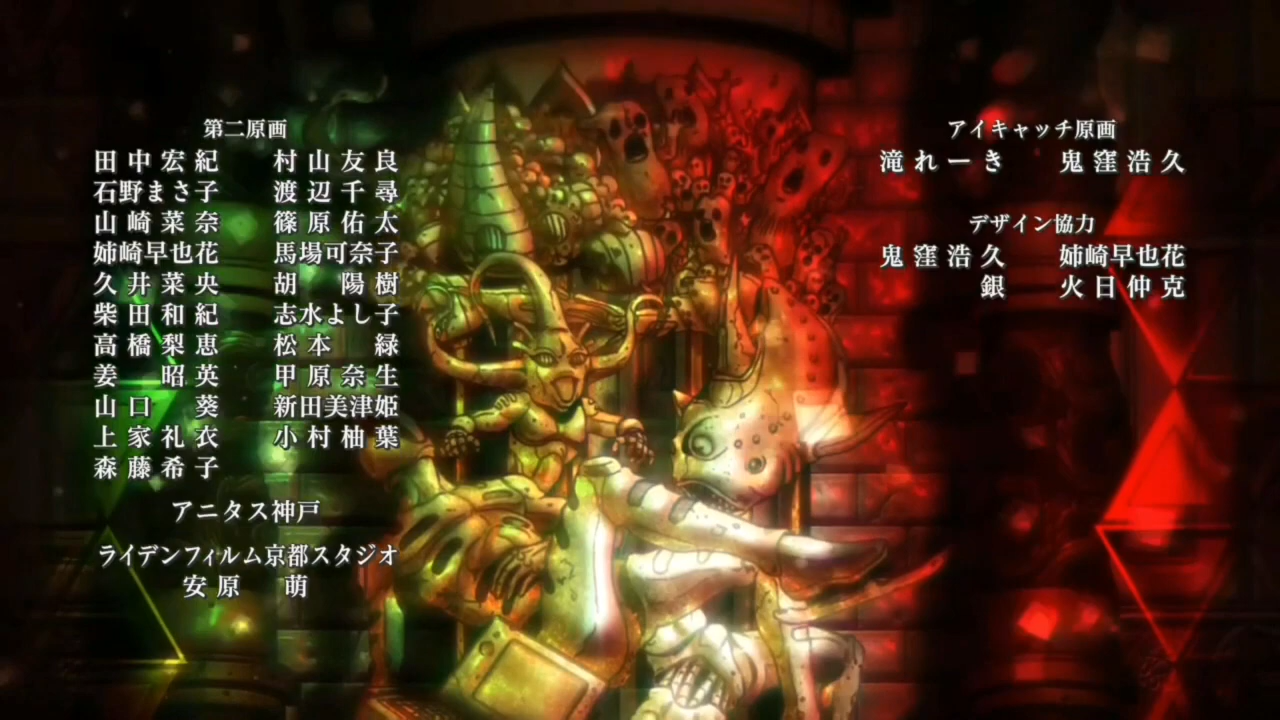 第二原画
田中宏紀 村山友良
石野まさ子 渡辺千尋
山崎菜奈 篠原佑太
姉崎早也花 馬場可奈子
久井菜央 胡 陽樹
柴田和紀 志水よし子
高橋梨恵 松本 緑
姜 昭英 甲原奈生
山口 葵 新田美津姫
上家礼衣 小村柚葉
森藤希子
アニタス神戸
ライデンフィルム京都スタジオ
安原 萌
アイキャッチ原画
滝れーき 鬼窪浩久
デザイン協力
鬼窪浩久 姉崎早也花
銀 火日仲克